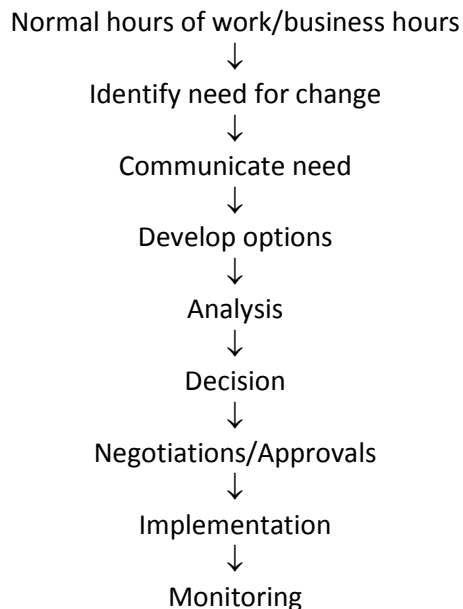 Normal hours of work/business hours
↓
Identify need for change
↓
Communicate need
↓
Develop options
↓
Analysis
↓
Decision
↓
Negotiations/Approvals
↓
Implementation
↓
Monitoring